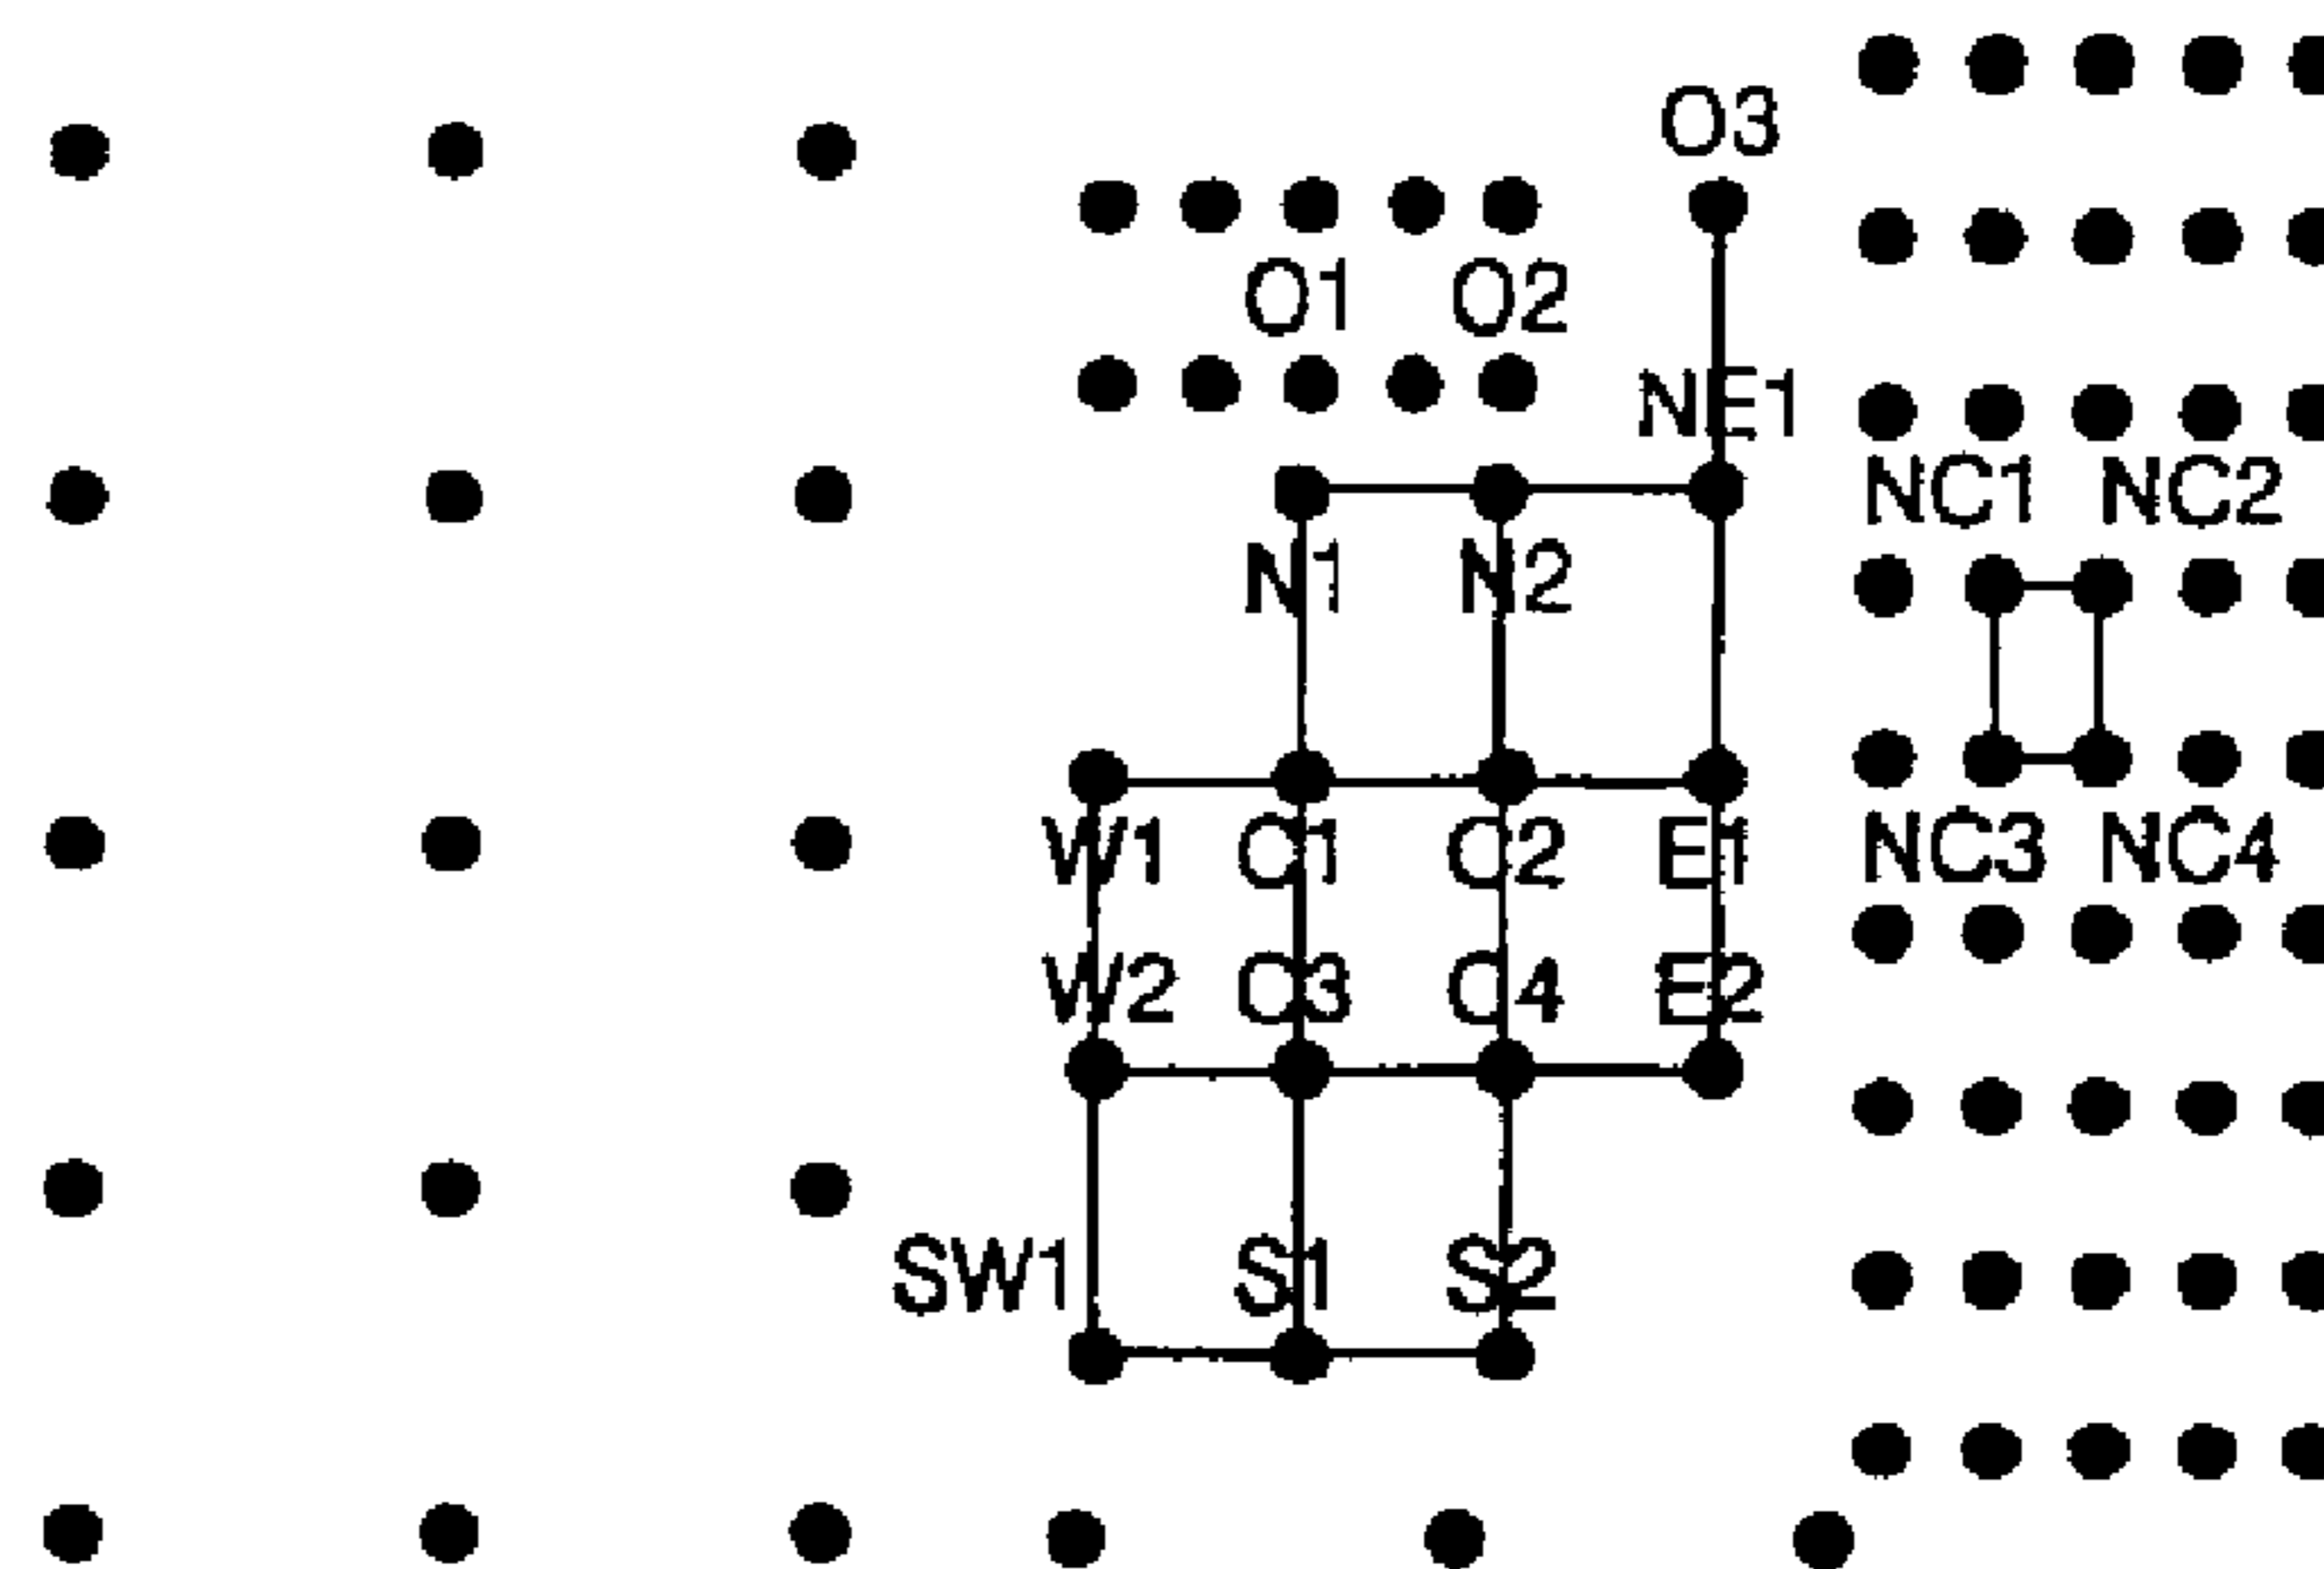 O3
O1 O2
NE1
NC1 NC2
N1 N2
W1 C1 C2 E1 NC3 NC4
W2 C3 C4 E2
SW1 S1 S2